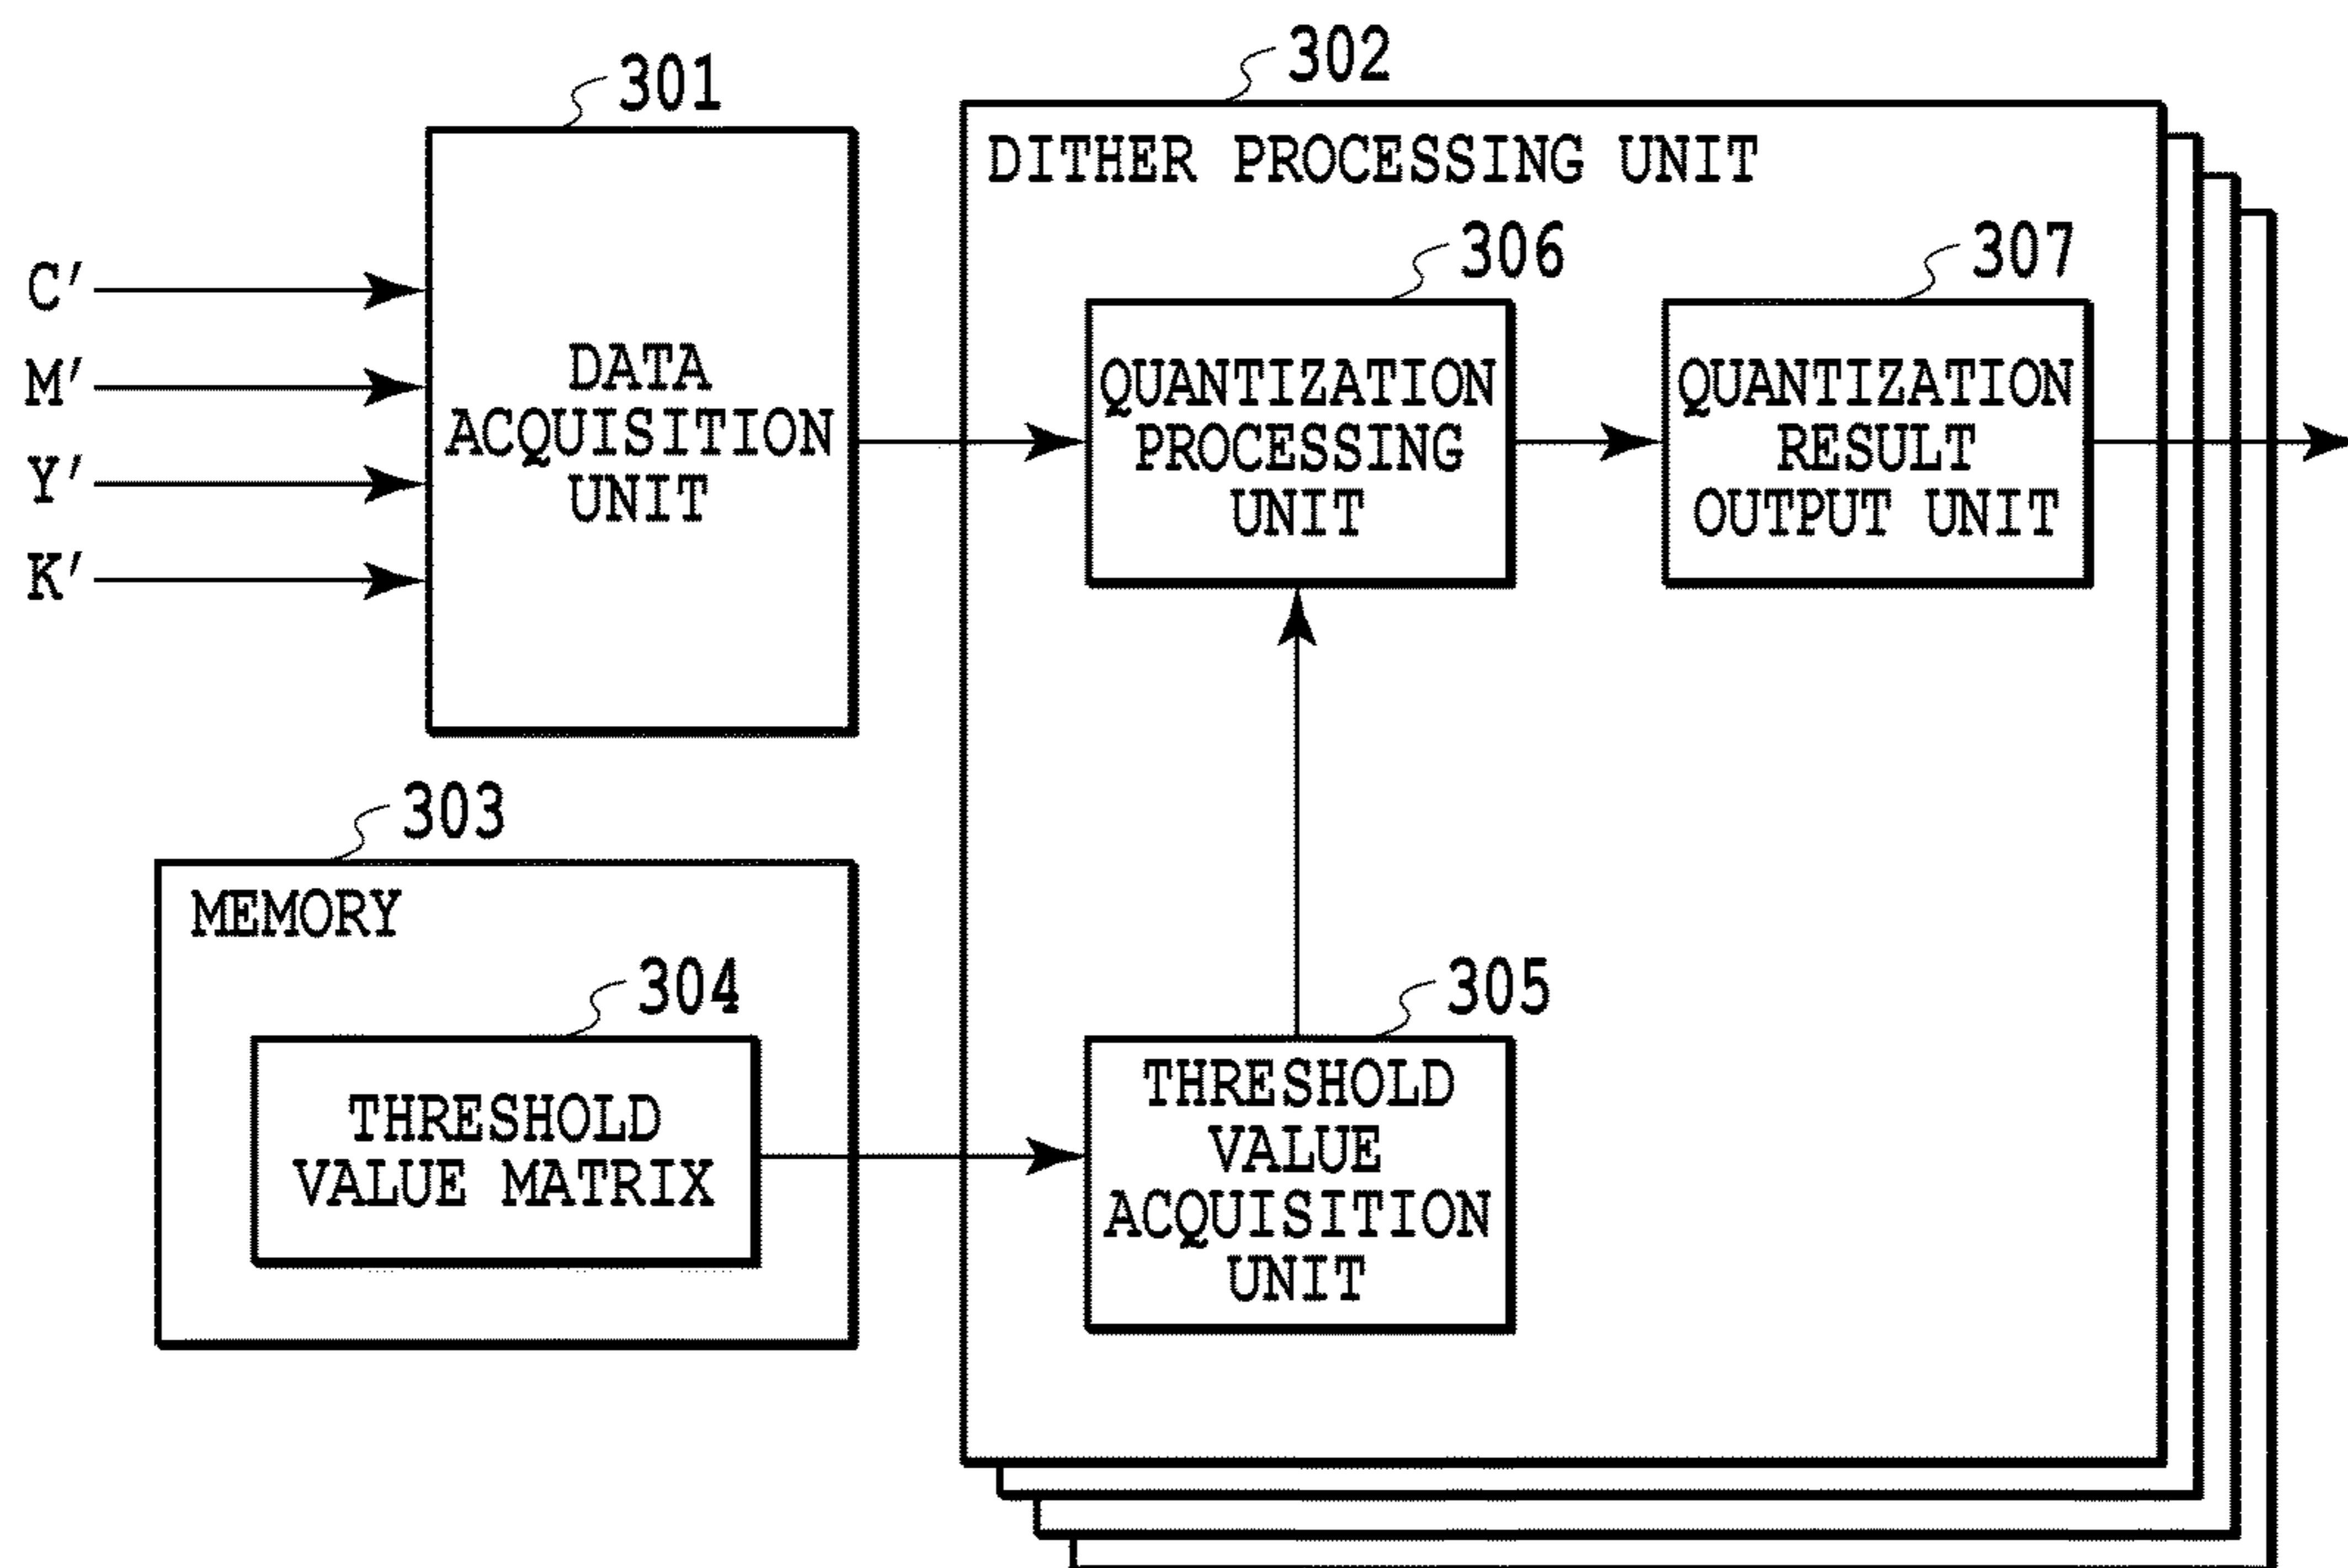 301
302
DITHER PROCESSING UNIT
306
307
C′
M′
Y′
K′
DATA
ACQUISITION
UNIT
QUANTIZATION
PROCESSING
UNIT
QUANTIZATION
RESULT
OUTPUT UNIT
303
MEMORY
304
THRESHOLD
VALUE MATRIX
305
THRESHOLD
VALUE
ACQUISITION
UNIT